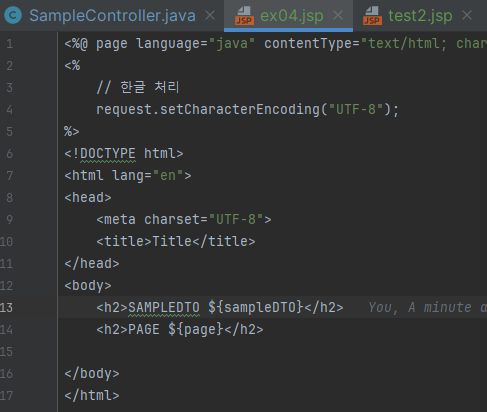 SampleController.java ex04.jsp test2.jsp
1 <%@ page language="java" contentType="text/html;
2 <%
3 // 한글 처리
4 request.setCharacterEncoding("UTF-8");
5 %>
6 <!DOCTYPE html>
7 <html lang="en">
8 <head>
9 <meta charset="UTF-8">
10 <title>Title</title>
11 </head>
12 <body>
13 <h2>SAMPLEDTO ${sampleDTO}</h2> You, A minute
14 <h2>PAGE ${page}</h2>
15
16 </body>
17 </html>